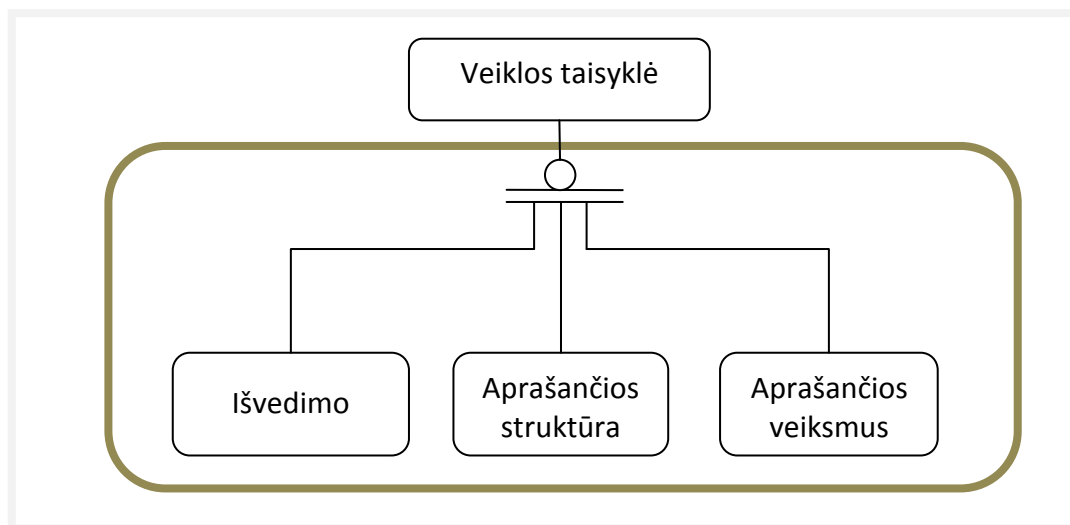 Veiklos taisyklė
Išvedimo
Aprašančios
struktūra
Aprašančios
veiksmus